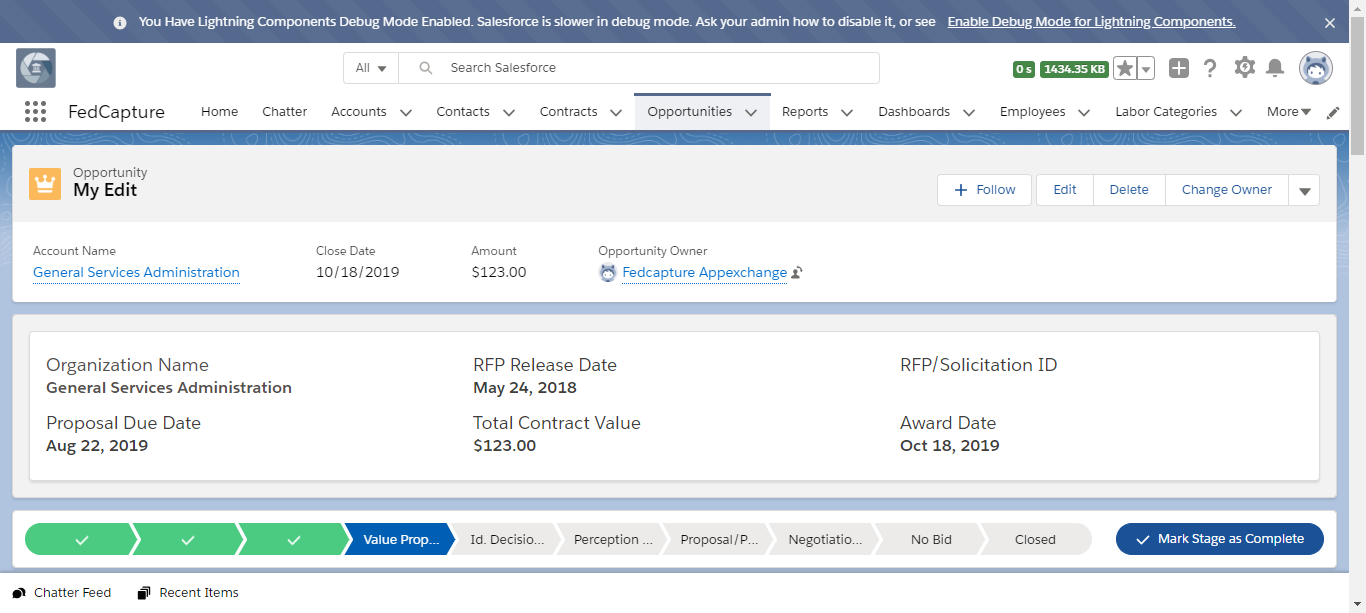 You Have Lightning Components Debug Mode Enabled. Salesforce is slower in debug mode. Ask your admin how to disable it, or see Enable Debug Mode for Lightning Components.
All Search Salesforce 0 s 1434.35 KB
FedCapture Home Chatter Accounts Contacts Contracts Opportunities Reports Dashboards Employees Labor Categories More
Opportunity
My Edit
+ Follow Edit Delete Change Owner
Account Name Close Date Amount Opportunity Owner
General Services Administration 10/18/2019 $123.00 Fedcapture Appexchange
Organization Name RFP Release Date RFP/Solicitation ID
General Services Administration May 24, 2018
Proposal Due Date Total Contract Value Award Date
Aug 22, 2019 $123.00 Oct 18, 2019
Value Prop... Id. Decisio... Perception ... Proposal/P... Negotiatio... No Bid Closed Mark Stage as Complete
Chatter Feed Recent Items